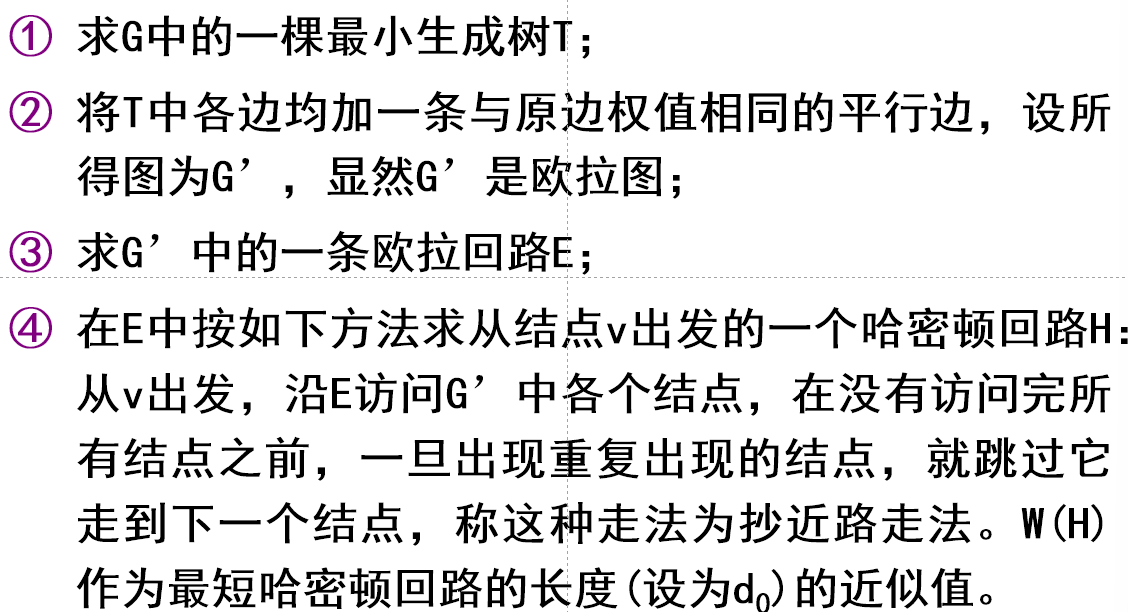 ① 求G中的一棵最小生成树T；
② 将T中各边均加一条与原边权值相同的平行边，设所
得图为G’，显然G’是欧拉图；
③ 求G’中的一条欧拉回路E；
④ 在E中按如下方法求从结点v出发的一个哈密顿回路H：
从v出发，沿E访问G’中各个结点，在没有访问完所
有结点之前，一旦出现重复出现的结点，就跳过它
走到下一个结点，称这种走法为抄近路走法。W(H)
作为最短哈密顿回路的长度(设为d₀)的近似值。